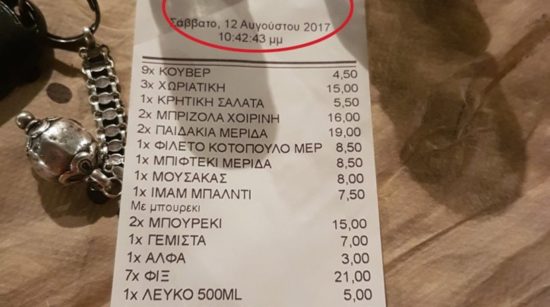 Σάββατο, 12 Αυγούστου 2017
10:42:43 μμ
9x ΚΟΥΒΕΡ 4,50
3x ΧΩΡΙΑΤΙΚΗ 15,00
1x ΚΡΗΤΙΚΗ ΣΑΛΑΤΑ 5,50
2x ΜΠΡΙΖΟΛΑ ΧΟΙΡΙΝΗ 16,00
2x ΠΑΙΔΑΚΙΑ ΜΕΡΙΔΑ 19,00
1x ΦΙΛΕΤΟ ΚΟΤΟΠΟΥΛΟ ΜΕΡ 8,50
1x ΜΠΙΦΤΕΚΙ ΜΕΡΙΔΑ 8,50
1x ΜΟΥΣΑΚΑΣ 8,00
1x ΙΜΑΜ ΜΠΑΛΝΤΙ 7,50
Με μπουρεκι
2x ΜΠΟΥΡΕΚΙ 15,00
1x ΓΕΜΙΣΤΑ 7,00
1x ΑΛΦΑ 3,00
7x ΦΙΞ 21,00
1x ΛΕΥΚΟ 500ML 5,00